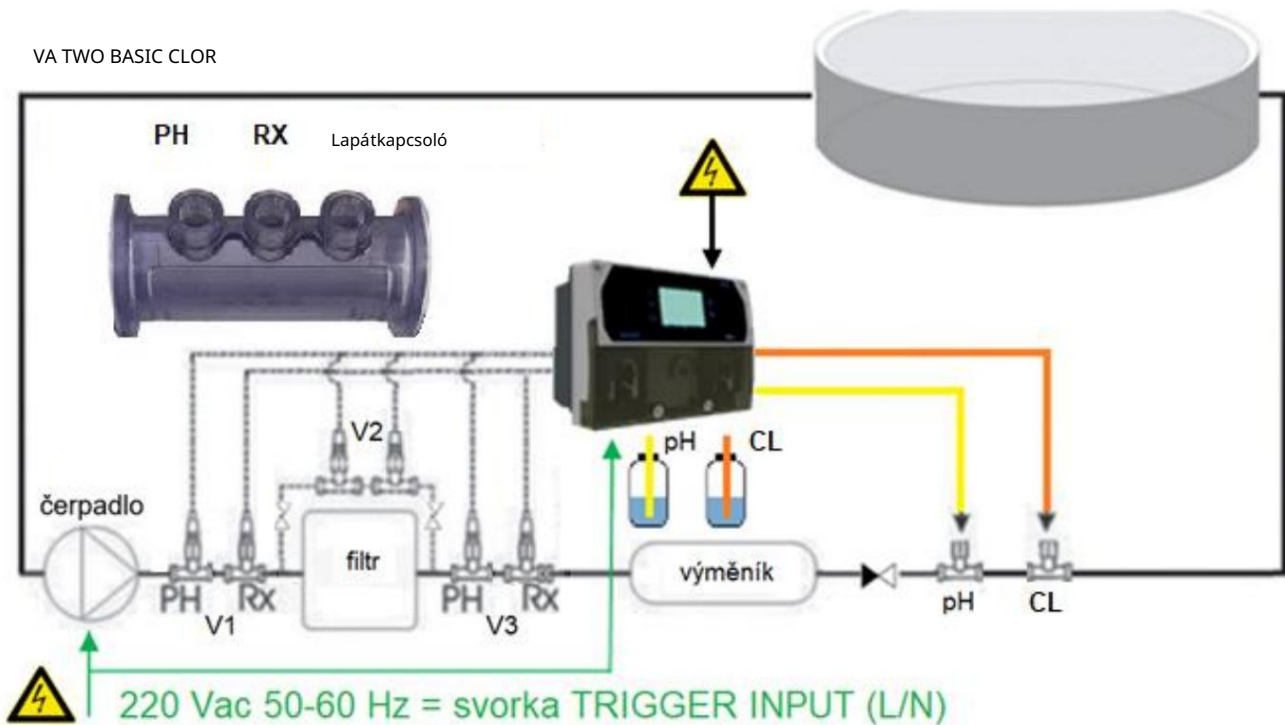 VA TWO BASIC CLOR
PH RX Lapátkapcsoló
V2
pH CL
čerpadlo
filtr
výměník
PH Rx
V1
PH Rx
V3
pH CL
220 Vac 50-60 Hz = svorka TRIGGER INPUT (L/N)